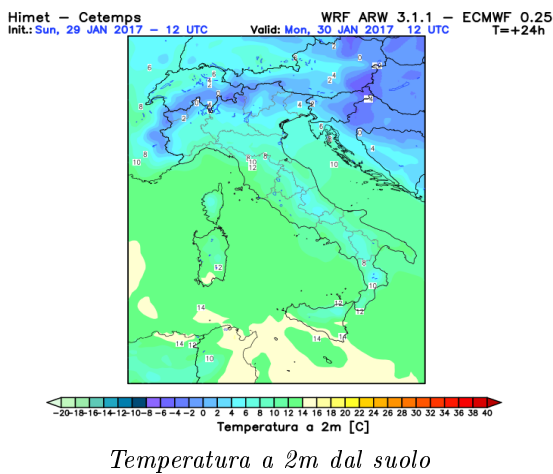 Himet – Cetemps WRF ARW 3.1.1 – ECMWF 0.25
Init.: Sun, 29 JAN 2017 – 12 UTC Valid: Mon, 30 JAN 2017 12 UTC T=+24h
-20 -18 -16 -14 -12 -10 -8 -6 -4 -2 0 2 4 6 8 10 12 14 16 18 20 22 24 26 28 30 32 34 36 38 40
Temperatura a 2m [C]
Temperatura a 2m dal suolo